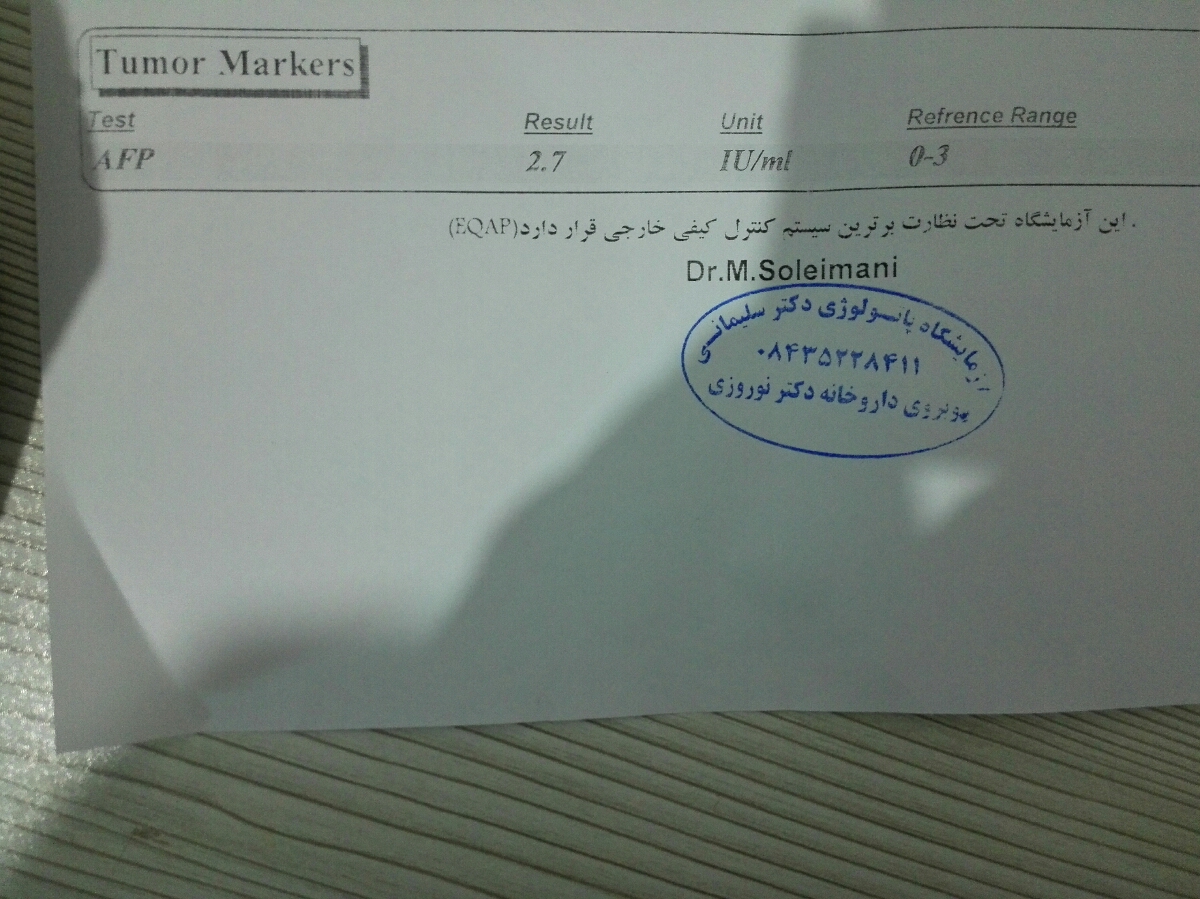 Tumor Markers
Test Result Unit Refrence Range
AFP 2.7 IU/ml 0-3
این آزمایشگاه تحت نظارت برترین سیستم کنترل کیفی خارجی قرار دارد(EQAP) .
Dr.M.Soleimani
آزمایشگاه پاتولوژی دکتر سلیمانی
۰۸۴۳۵۲۲۸۴۱۱
روبروی داروخانه دکتر نوروزی